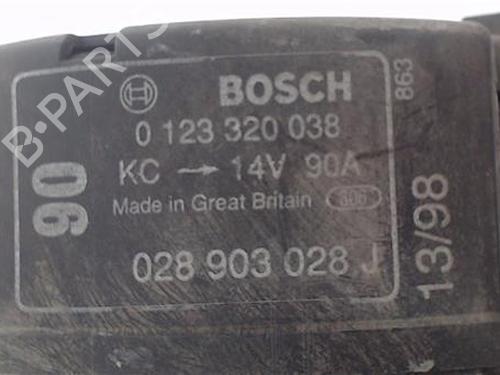 B-PARTS
BOSCH
0 123 320 038
KC → 14V 90A
Made in Great Britain
028 903 028 J
90
863
13/98